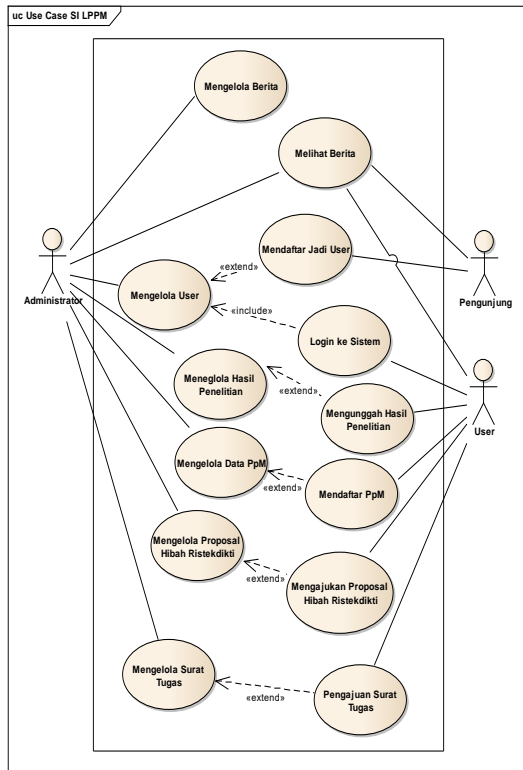 uc Use Case SI LPPM
Mengelola Berita
Melihat Berita
Mendaftar Jadi User
«extend»
Administrator
Pengunjung
Mengelola User
«include»
Login ke Sistem
Meneglola Hasil
Penelitian
«extend»
Mengunggah Hasil
Penelitian
User
Mengelola Data PpM
«extend»
Mendaftar PpM
Mengelola Proposal
Hibah Ristekdikti
«extend»
Mengajukan Proposal
Hibah Ristekdikti
Mengelola Surat
Tugas
«extend»
Pengajuan Surat
Tugas